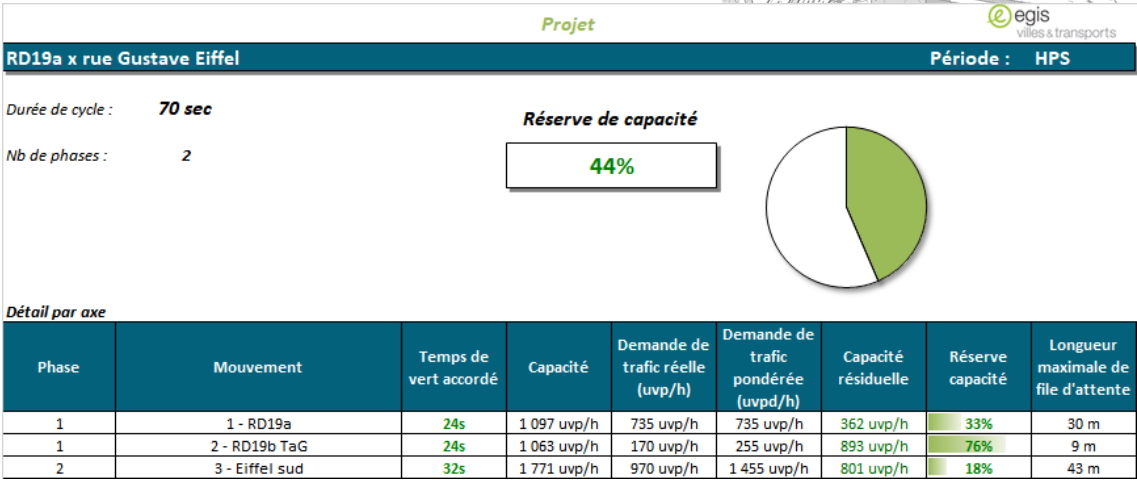 Projet
egis
villes & transports
RD19a x rue Gustave Eiffel Période : HPS
Durée de cycle : 70 sec
Nb de phases : 2
Réserve de capacité
44%
Détail par axe
Phase Mouvement Temps de vert accordé Capacité Demande de trafic réelle (uvp/h) Demande de trafic pondérée (uvpd/h) Capacité résiduelle Réserve capacité Longueur maximale de file d'attente
1 1 - RD19a 24s 1 097 uvp/h 735 uvp/h 735 uvp/h 362 uvp/h 33% 30 m
1 2 - RD19b TaG 24s 1 063 uvp/h 170 uvp/h 255 uvp/h 893 uvp/h 76% 9 m
2 3 - Eiffel sud 32s 1 771 uvp/h 970 uvp/h 1 455 uvp/h 801 uvp/h 18% 43 m